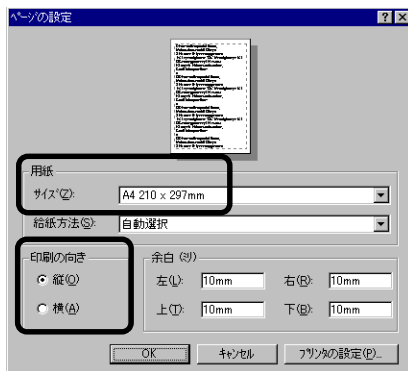 ページの設定
用紙
サイズ(Z): A4 210 x 297mm
給紙方法(S): 自動選択
印刷の向き
縦(O)
横(A)
余白 (ミリ)
左(L): 10mm 右(R): 10mm
上(T): 10mm 下(B): 10mm
OK キャンセル プリンタの設定(P)...